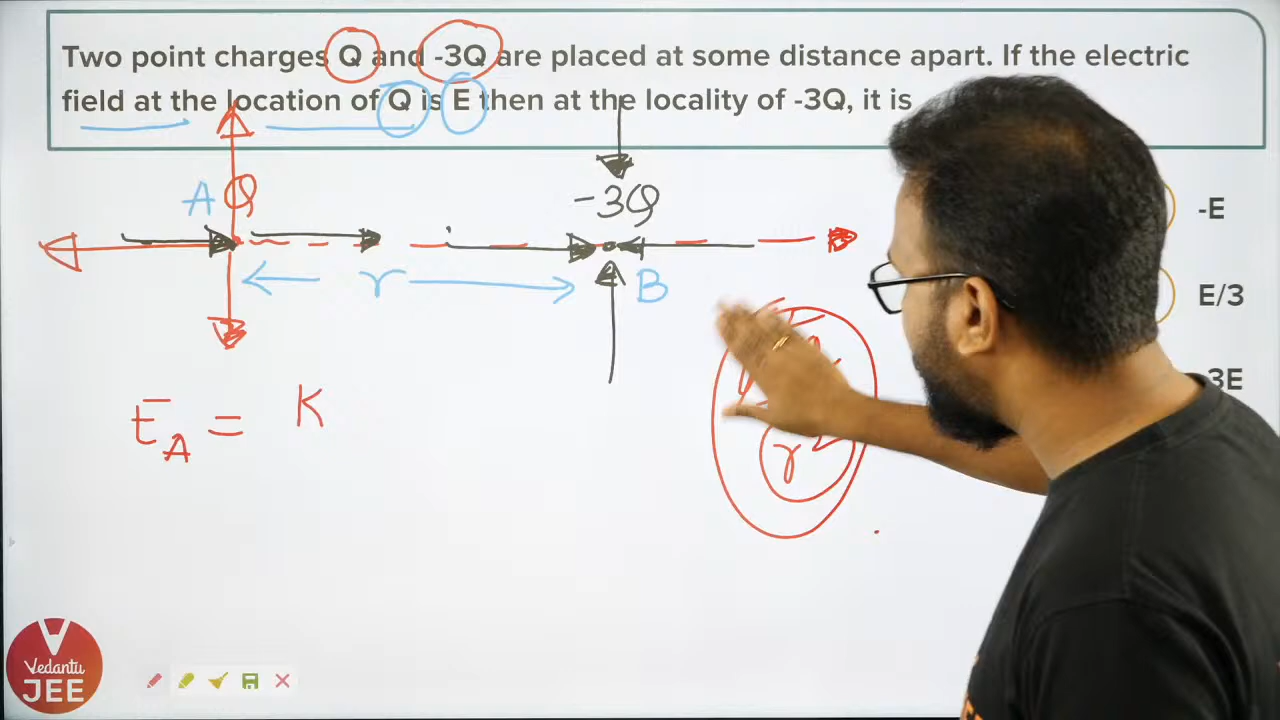 Two point charges Q and -3Q are placed at some distance apart. If the electric
field at the location of Q is E then at the locality of -3Q, it is
A Q
-3Q
r
B
-E
E/3
3E
E_A = K
r²
Vedantu
JEE